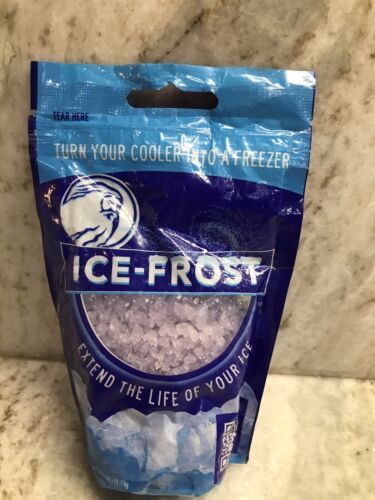 TEAR HERE
TURN YOUR COOLER INTO A FREEZER
ICE-FROST
EXTEND THE LIFE OF YOUR ICE